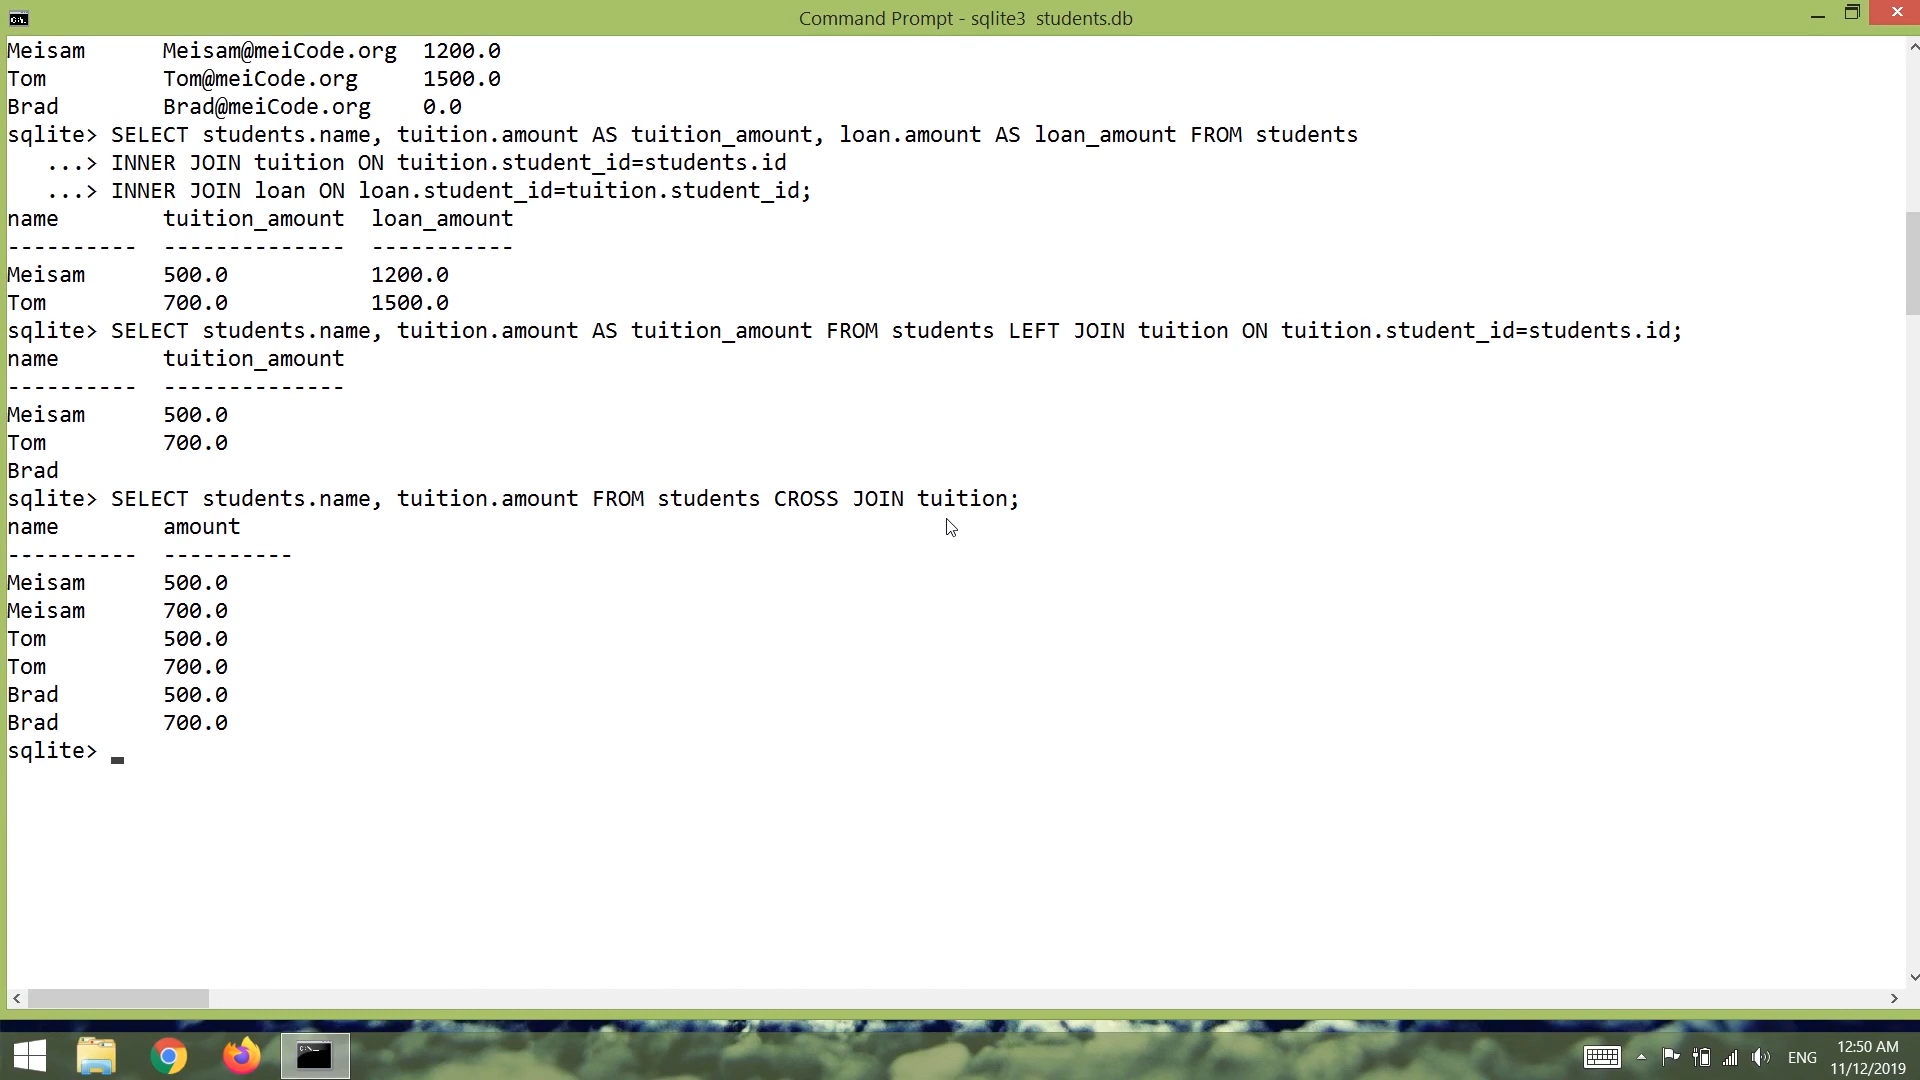 Command Prompt - sqlite3  students.db
Meisam      Meisam@meiCode.org  1200.0
Tom         Tom@meiCode.org     1500.0
Brad        Brad@meiCode.org    0.0
sqlite> SELECT students.name, tuition.amount AS tuition_amount, loan.amount AS loan_amount FROM students
   ...> INNER JOIN tuition ON tuition.student_id=students.id
   ...> INNER JOIN loan ON loan.student_id=tuition.student_id;
name        tuition_amount  loan_amount
----------  --------------  -----------
Meisam      500.0           1200.0
Tom         700.0           1500.0
sqlite> SELECT students.name, tuition.amount AS tuition_amount FROM students LEFT JOIN tuition ON tuition.student_id=students.id;
name        tuition_amount
----------  --------------
Meisam      500.0
Tom         700.0
Brad
sqlite> SELECT students.name, tuition.amount FROM students CROSS JOIN tuition;
name        amount
----------  ----------
Meisam      500.0
Meisam      700.0
Tom         500.0
Tom         700.0
Brad        500.0
Brad        700.0
sqlite>
ENG
12:50 AM
11/12/2019